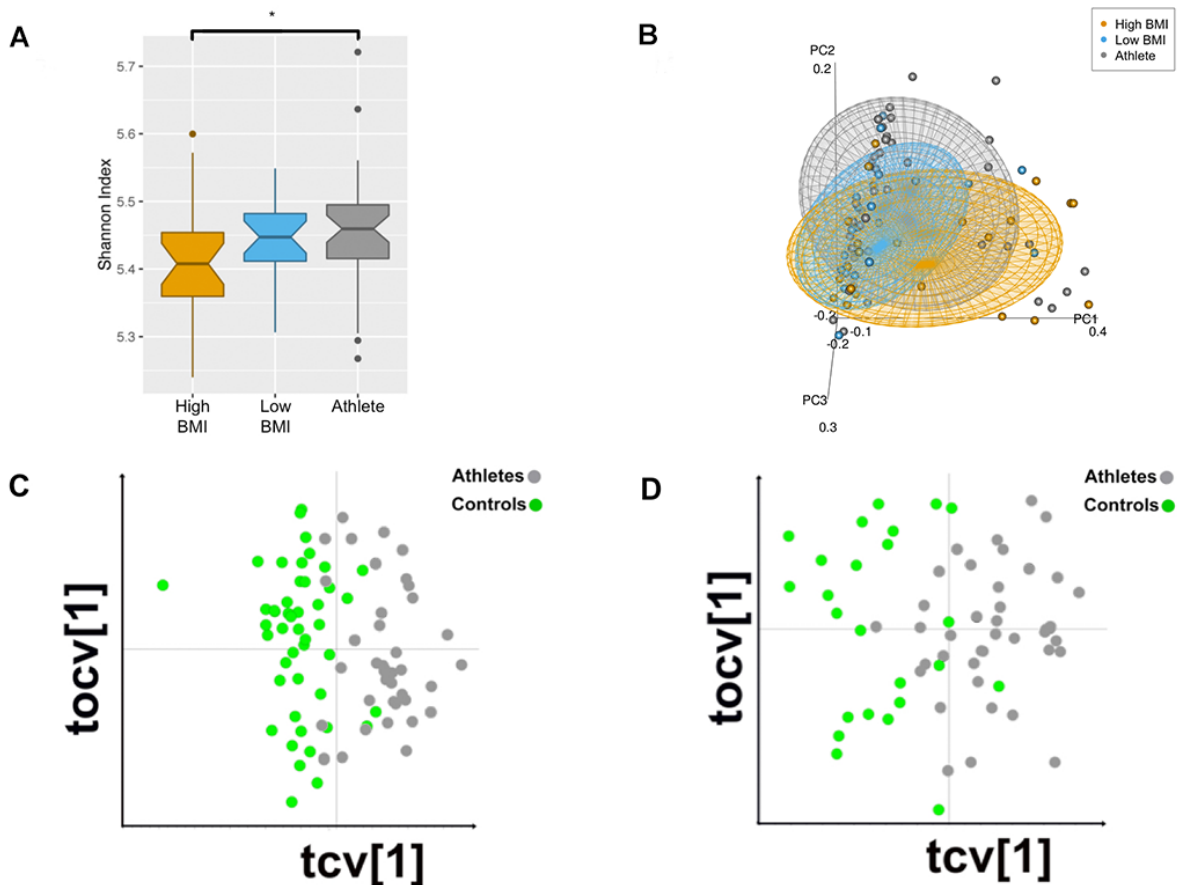 A
*
Shannon Index
5.7
5.6
5.5
5.4
5.3
High
BMI
Low
BMI
Athlete
B
High BMI
Low BMI
Athlete
PC2
0.2
-0.2
-0.1
-0.2
PC1
0.4
PC3
0.3
C
Athletes
Controls
tocv[1]
tcv[1]
D
Athletes
Controls
tocv[1]
tcv[1]